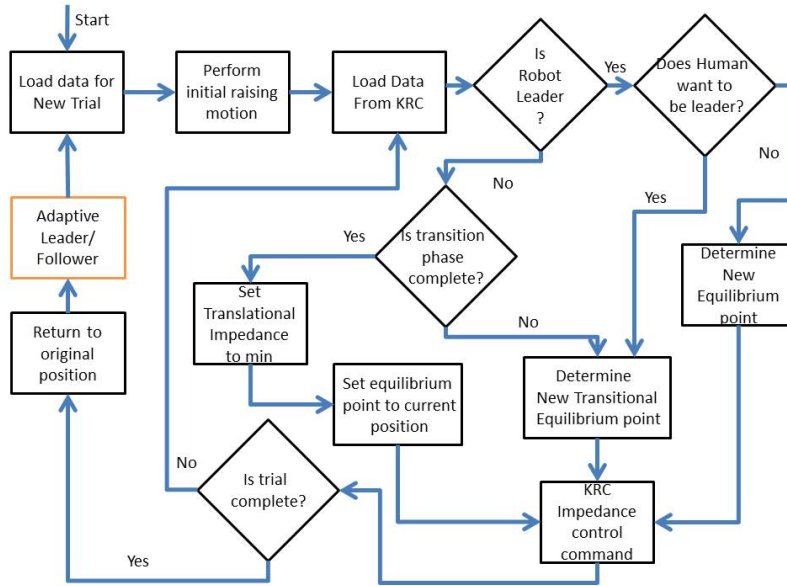 Start
Load data for
New Trial
Perform
initial raising
motion
Load Data
From KRC
Is
Robot
Leader
?
Yes
Does Human
want to
be leader?
No
No
Yes
Adaptive
Leader/
Follower
Yes
Is transition
phase
complete?
Determine
New
Equilibrium
point
Set
Translational
Impedance
to min
No
Return to
original
position
Set equilibrium
point to current
position
Determine
New Transitional
Equilibrium point
No
Is trial
complete?
KRC
Impedance
control
command
Yes